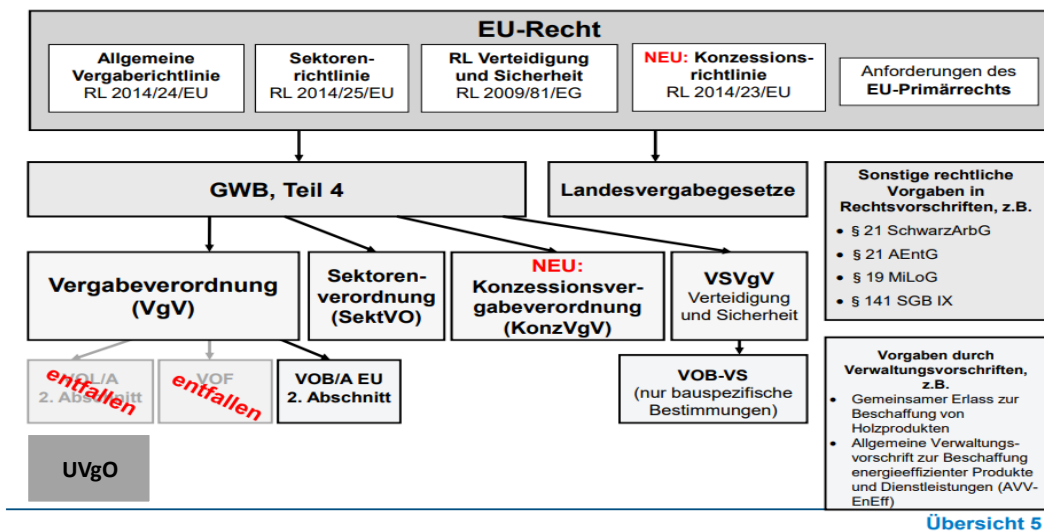 EU-Recht
Allgemeine
Vergaberichtlinie
RL 2014/24/EU
Sektoren-
richtlinie
RL 2014/25/EU
RL Verteidigung
und Sicherheit
RL 2009/81/EG
NEU: Konzessions-
richtlinie
RL 2014/23/EU
Anforderungen des
EU-Primärrechts
GWB, Teil 4
Landesvergabegesetze
Sonstige rechtliche
Vorgaben in
Rechtsvorschriften, z.B.
• § 21 SchwarzArbG
• § 21 AEntG
• § 19 MiLoG
• § 141 SGB IX
Vergabeverordnung
(VgV)
Sektoren-
verordnung
(SektVO)
NEU:
Konzessionsver-
gabeverordnung
(KonzVgV)
VSVgV
Verteidigung
und Sicherheit
VOL/A
2. Abschnitt
entfallen
VOF
entfallen
VOB/A EU
2. Abschnitt
VOB-VS
(nur bauspezifische
Bestimmungen)
Vorgaben durch
Verwaltungsvorschriften,
z.B.
• Gemeinsamer Erlass zur
Beschaffung von
Holzprodukten
• Allgemeine Verwaltungs-
vorschrift zur Beschaffung
energieeffizienter Produkte
und Dienstleistungen (AVV-
EnEff)
UVgO
Übersicht 5